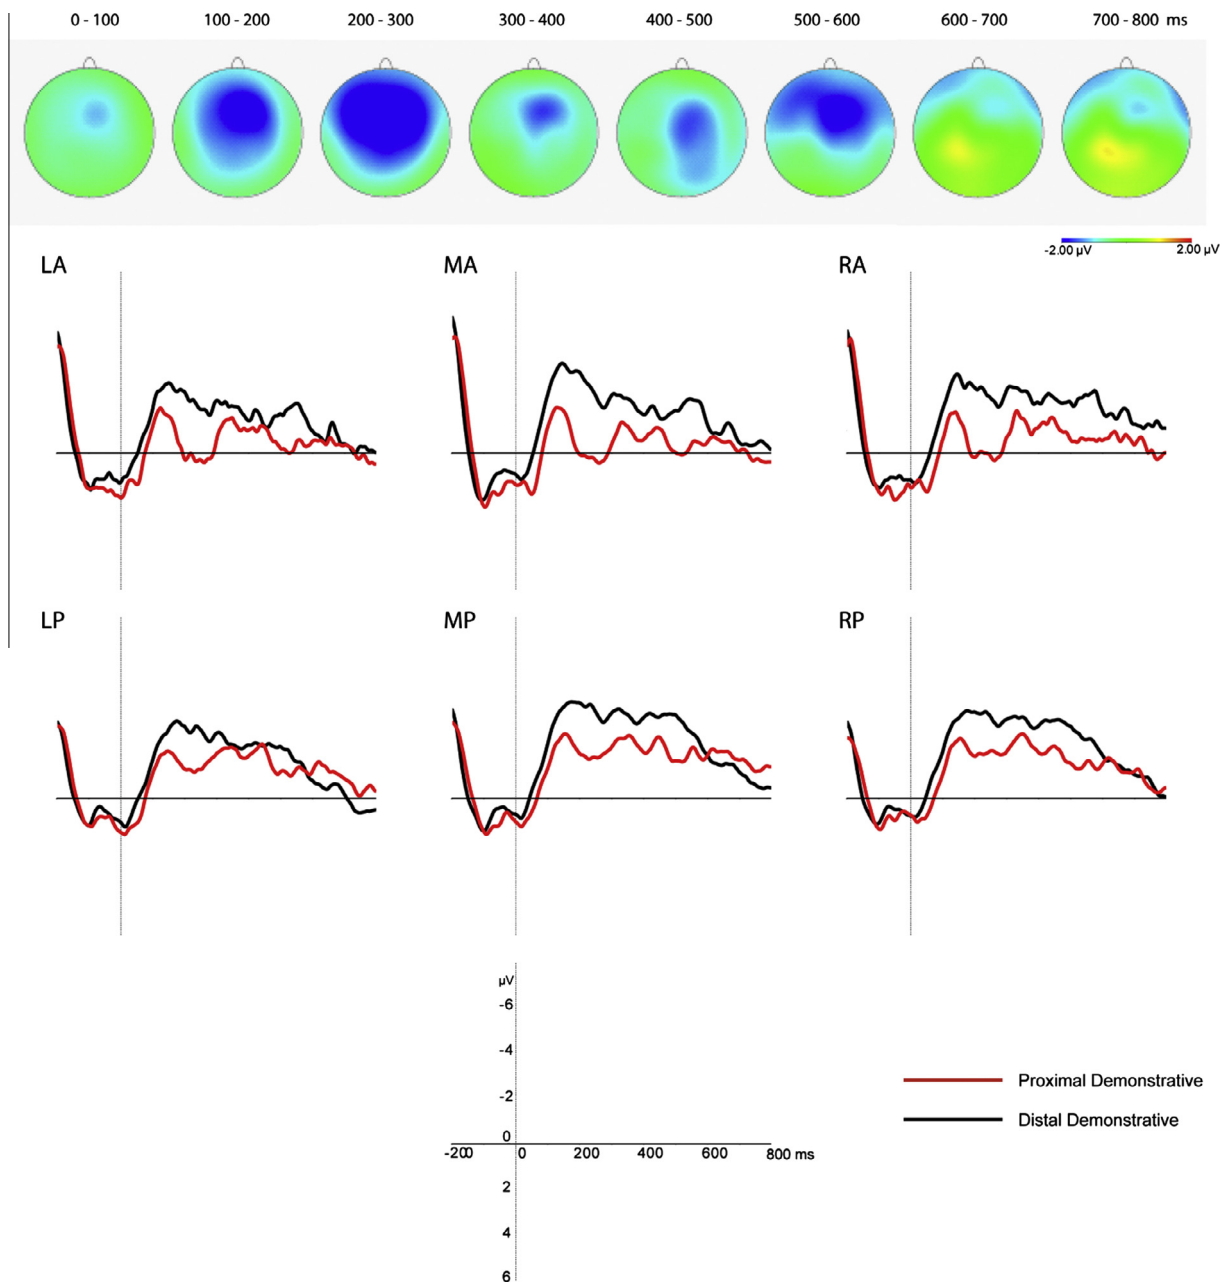 0 - 100 100 - 200 200 - 300 300 - 400 400 - 500 500 - 600 600 - 700 700 - 800 ms
-2.00 µV 2.00 µV
LA MA RA
LP MP RP
µV
-6
-4
-2
0
-200 0 200 400 600 800 ms
2
4
6
Proximal Demonstrative
Distal Demonstrative